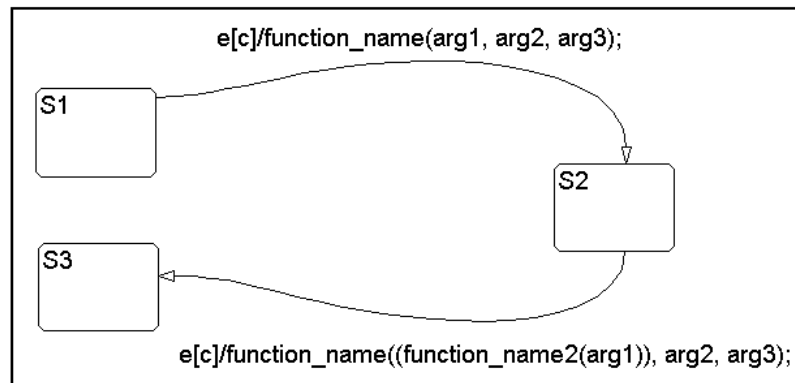 e[c]/function_name(arg1, arg2, arg3);
S1
S2
S3
e[c]/function_name((function_name2(arg1)), arg2, arg3);